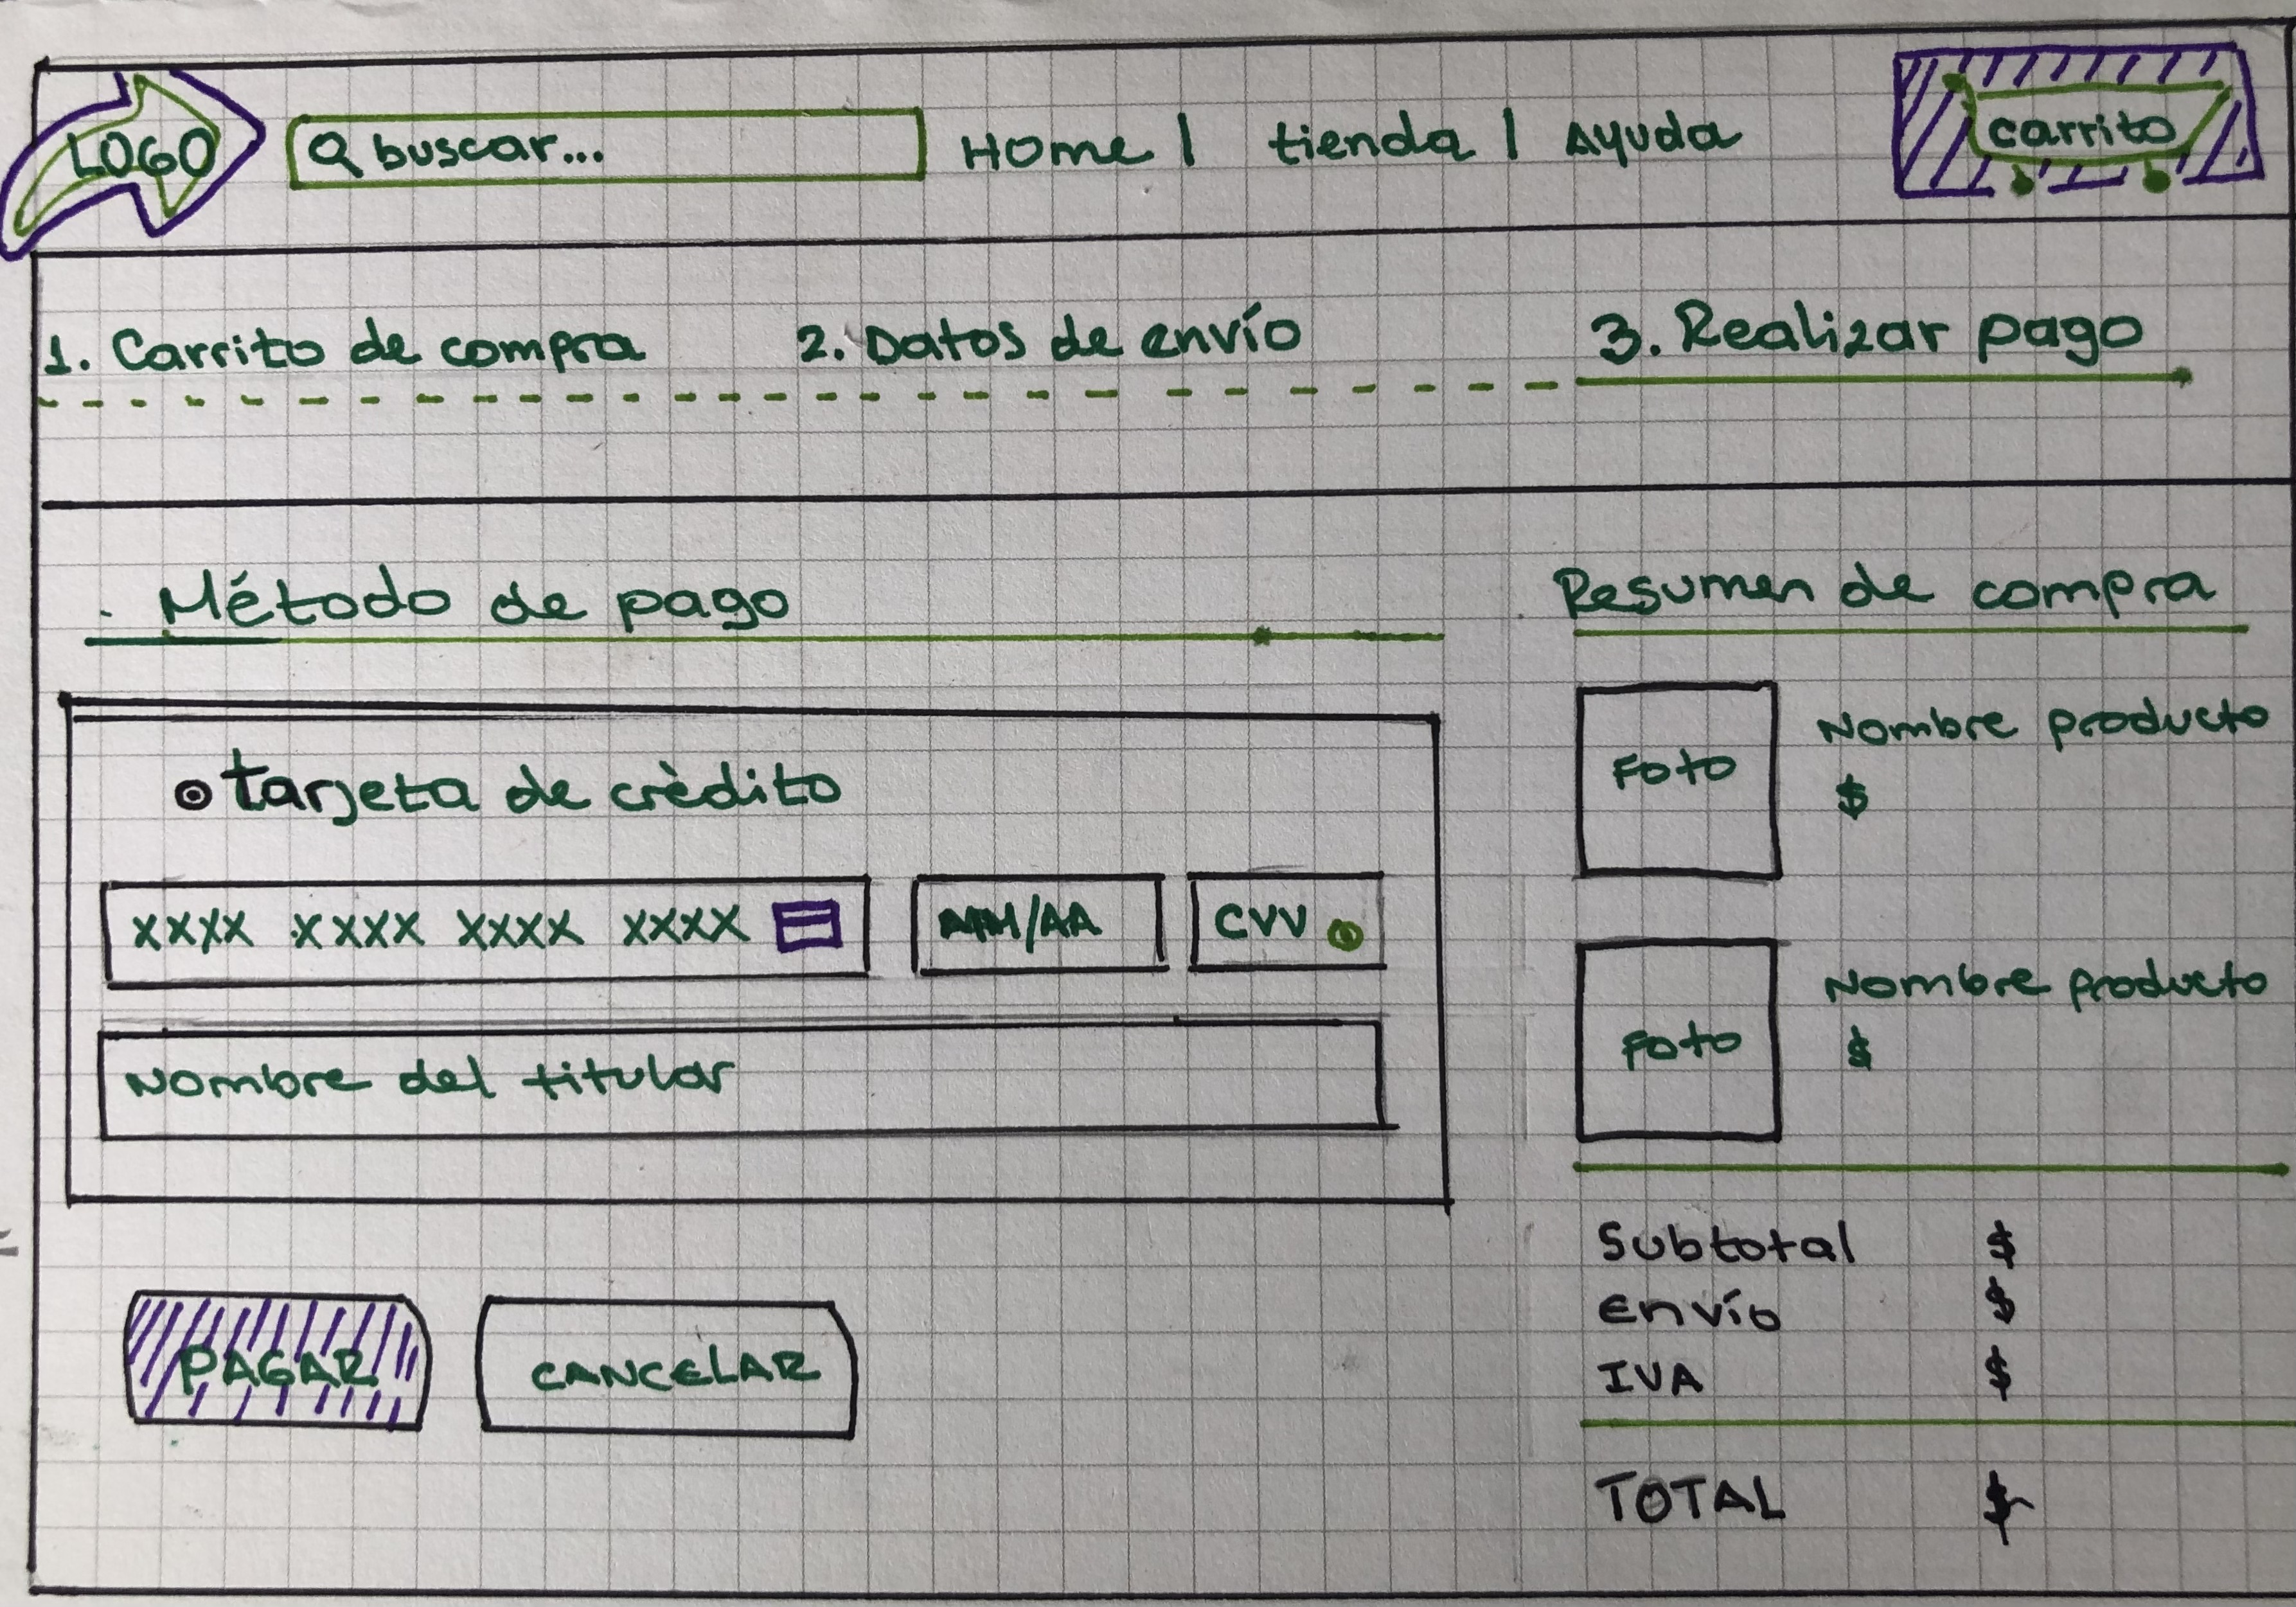 LOGO buscar... Home | tienda | Ayuda carrito
1. Carrito de compra 2. Datos de envío 3. Realizar pago
Método de pago
tarjeta de crèdito
XXXX XXXX XXXX XXXX MM/AA CVV
Nombre del titular
PAGAR CANCELAR
Resumen de compra
Foto Nombre producto
$
Foto Nombre producto
$
Subtotal $
Envío $
IVA $
TOTAL $